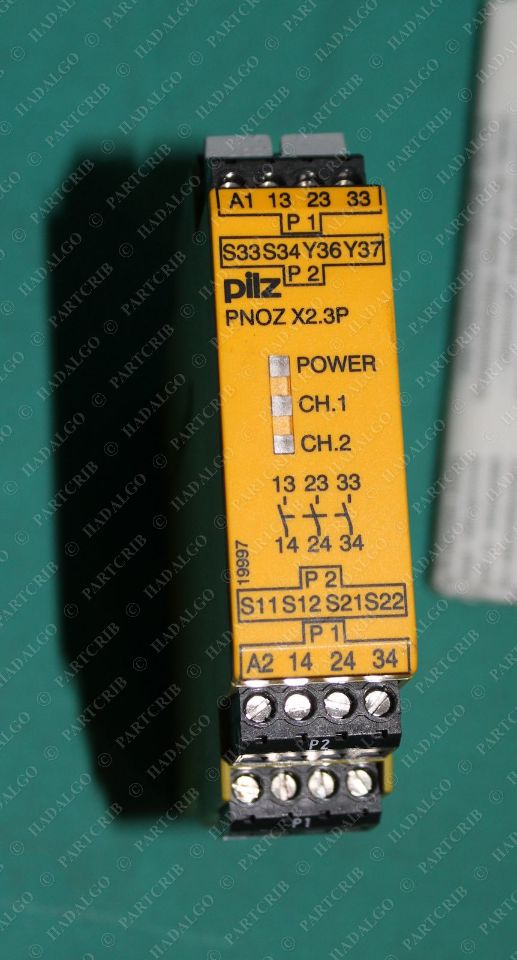 A1 13 23 33
P 1
S33 S34 Y36 Y37
P 2
pilz
PNOZ X2.3P
POWER
CH.1
CH.2
13 23 33
14 24 34
19997
P 2
S11 S12 S21 S22
P 1
A2 14 24 34
P2
P1
© PARTCRIB
© HADALGO